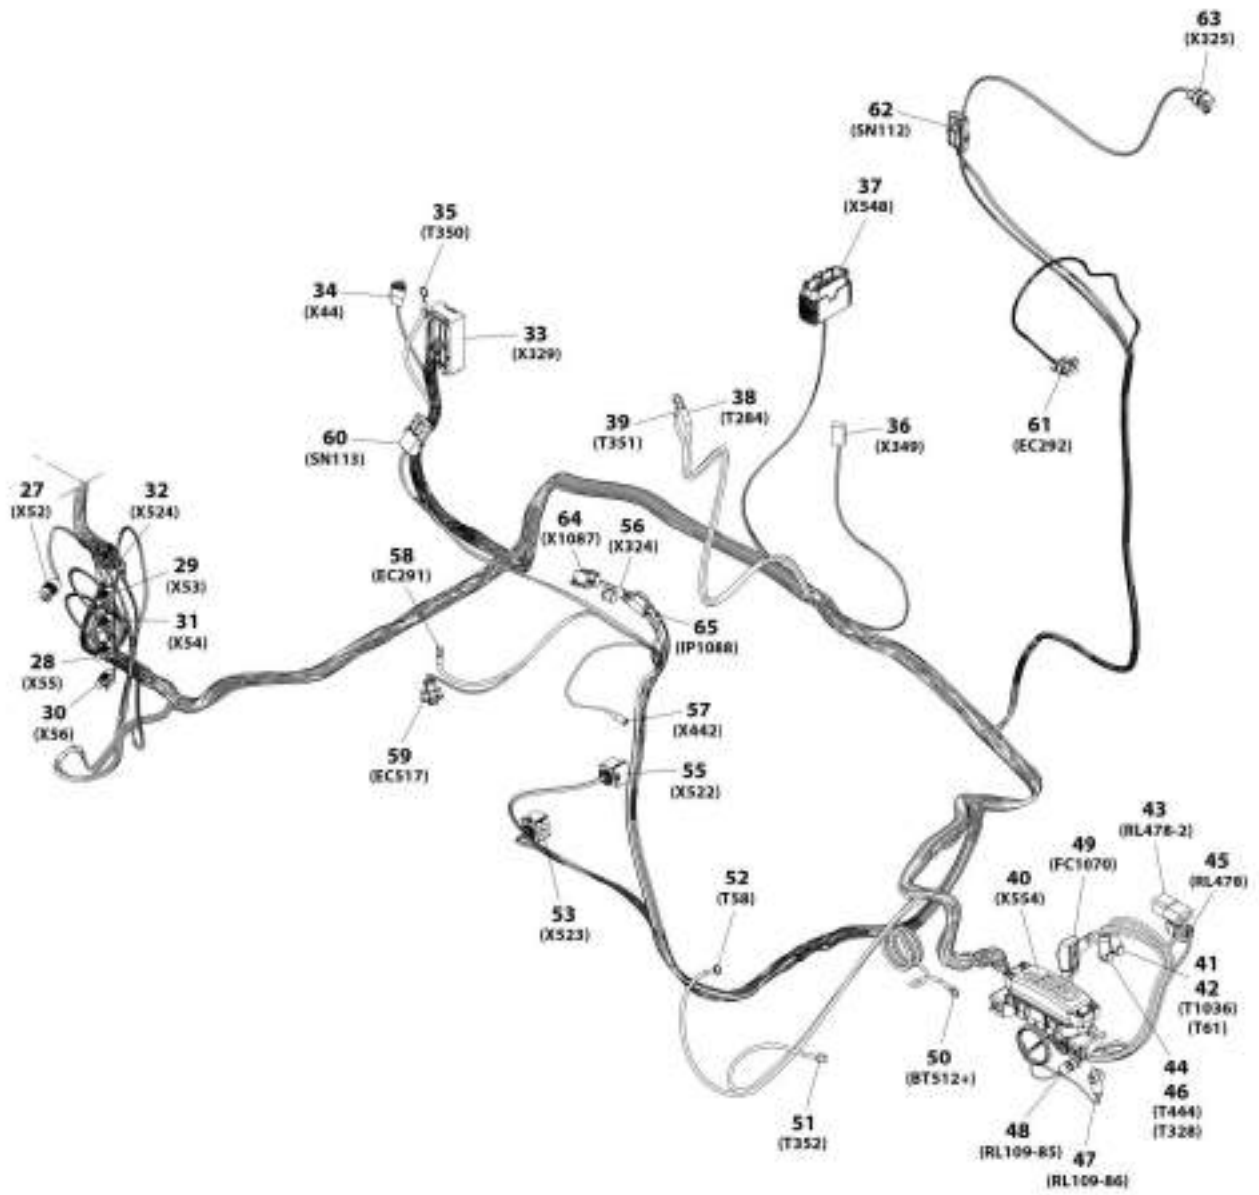 63
(X325)
62
(SN112)
37
(X548)
35
(T350)
34
(X44)
33
(X329)
38
(T284)
39
(T351)
36
(X349)
61
(EC292)
60
(SN113)
27
(X52)
32
(X524)
64
(X1087)
56
(X324)
58
(EC291)
29
(X53)
31
(X54)
65
(IP1088)
28
(X55)
30
(X56)
57
(X442)
59
(EC517)
55
(X522)
43
(RL478-2)
49
(FC1070)
45
(RL478)
40
(X554)
52
(T58)
53
(X523)
41
42
(T1036)
(T61)
50
(BT512+)
44
46
(T444)
(T328)
51
(T352)
48
(RL109-85)
47
(RL109-86)